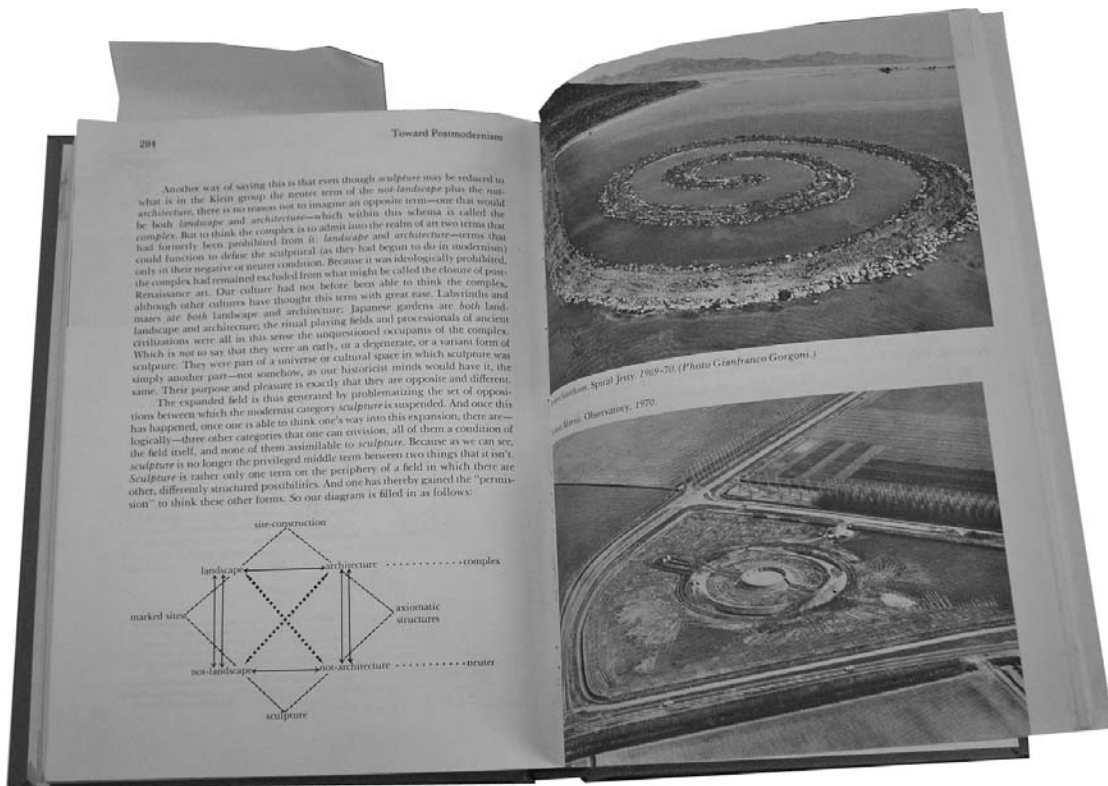 284
Toward Postmodernism
Another way of saying this is that even though sculpture may be reduced to
what is in the Klein group the neuter term of the not-landscape plus the not-
architecture, there is no reason not to imagine an opposite term—one that would
be both landscape and architecture—which within this schema is called the
complex. But to think the complex is to admit into the realm of art two terms that
had formerly been prohibited from it: landscape and architecture—terms that
could function to define the sculptural (as they had begun to do in modernism)
only in their negative or neuter condition. Because it was ideologically prohibited,
the complex had remained excluded from what might be called the closure of post-
Renaissance art. Our culture had not before been able to think the complex,
although other cultures have thought this term with great ease. Labyrinths and
mazes are both landscape and architecture; Japanese gardens are both land-
landscape and architecture; the ritual playing fields and processionals of ancient
civilizations were all in this sense the unquestioned occupants of the complex.
Which is not to say that they were an early, or a degenerate, or a variant form of
sculpture. They were part of a universe or cultural space in which sculpture was
simply another part—not somehow, as our historicist minds would have it, the
same. Their purpose and pleasure is exactly that they are opposite and different.
The expanded field is thus generated by problematizing the set of opposi-
tions between which the modernist category sculpture is suspended. And once this
has happened, once one is able to think one's way into this expansion, there are—
logically—three other categories that one can envision, all of them a condition of
the field itself, and none of them assimilable to sculpture. Because as we can see,
sculpture is no longer the privileged middle term between two things that it isn't.
Sculpture is rather only one term on the periphery of a field in which there are
other, differently structured possibilities. And one has thereby gained the "permis-
sion" to think these other forms. So our diagram is filled in as follows:
site-construction
landscape architecture complex
marked sites axiomatic
structures
not-landscape not-architecture neuter
sculpture
Spiral Jetty. 1969–70. (Photo Gianfranco Gorgoni.)
Morris. Observatory. 1970.